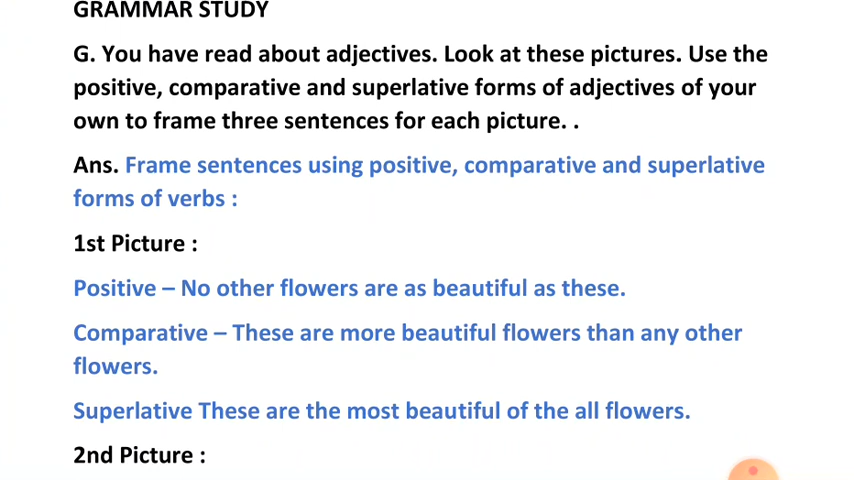 GRAMMAR STUDY
G. You have read about adjectives. Look at these pictures. Use the
positive, comparative and superlative forms of adjectives of your
own to frame three sentences for each picture. .
Ans. Frame sentences using positive, comparative and superlative
forms of verbs :
1st Picture :
Positive – No other flowers are as beautiful as these.
Comparative – These are more beautiful flowers than any other
flowers.
Superlative These are the most beautiful of the all flowers.
2nd Picture :